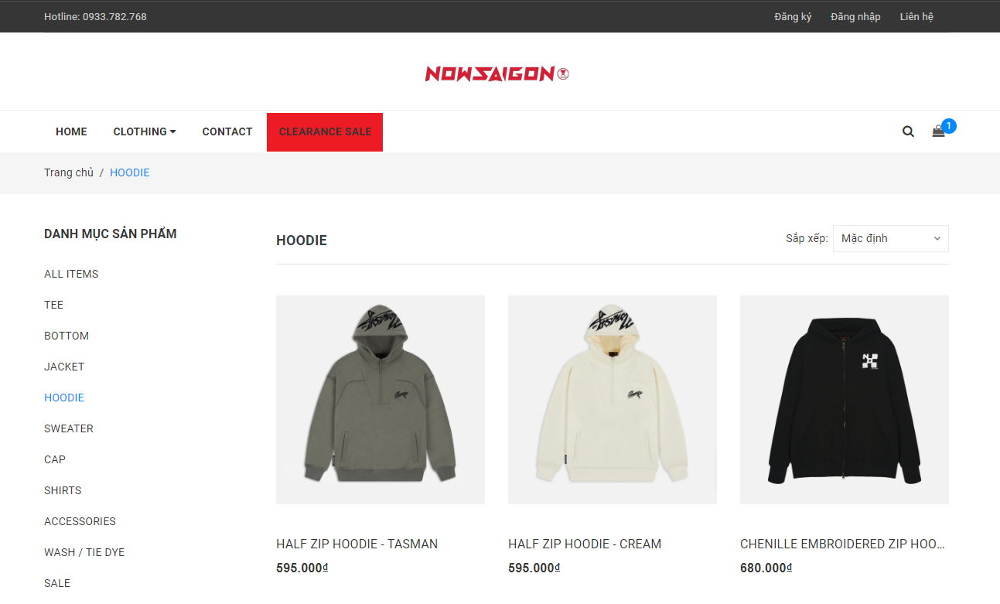 Hotline: 0933.782.768
Đăng ký Đăng nhập Liên hệ
NOWSAIGON
HOME CLOTHING CONTACT CLEARANCE SALE
1
Trang chủ / HOODIE
DANH MỤC SẢN PHẨM
ALL ITEMS
TEE
BOTTOM
JACKET
HOODIE
SWEATER
CAP
SHIRTS
ACCESSORIES
WASH / TIE DYE
SALE
HOODIE
Sắp xếp: Mặc định
HALF ZIP HOODIE - TASMAN
595.000₫
HALF ZIP HOODIE - CREAM
595.000₫
CHENILLE EMBROIDERED ZIP HOO...
680.000₫